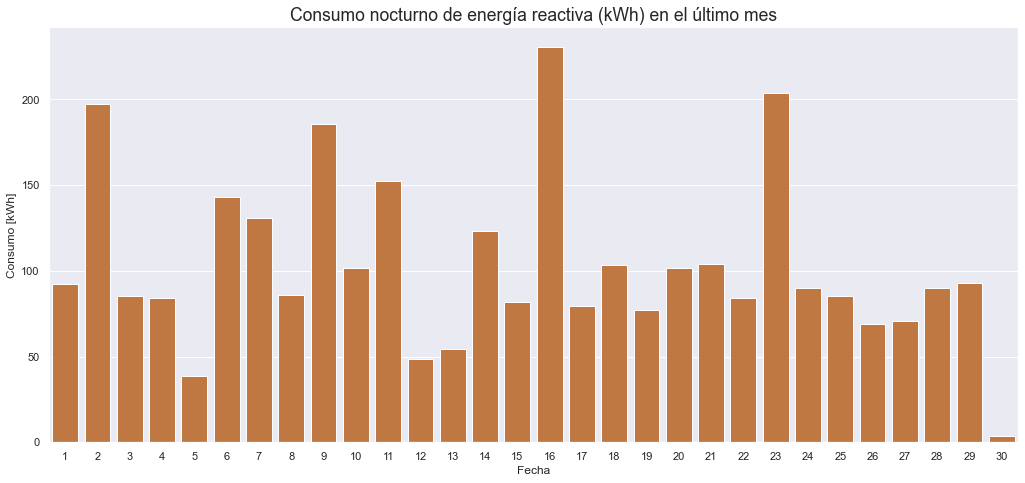 Consumo nocturno de energía reactiva (kWh) en el último mes
Consumo [kWh]
200
150
100
50
0
1 2 3 4 5 6 7 8 9 10 11 12 13 14 15 16 17 18 19 20 21 22 23 24 25 26 27 28 29 30
Fecha